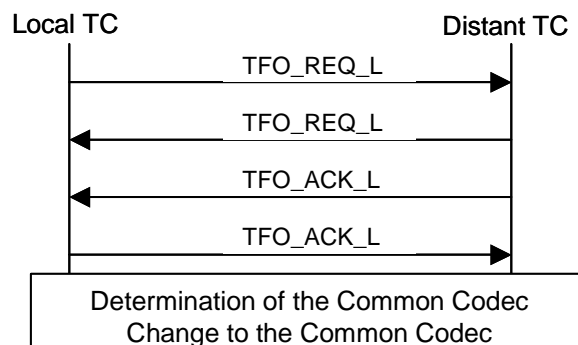 Local TC
Distant TC
TFO_REQ_L
TFO_REQ_L
TFO_ACK_L
TFO_ACK_L
Determination of the Common Codec
Change to the Common Codec